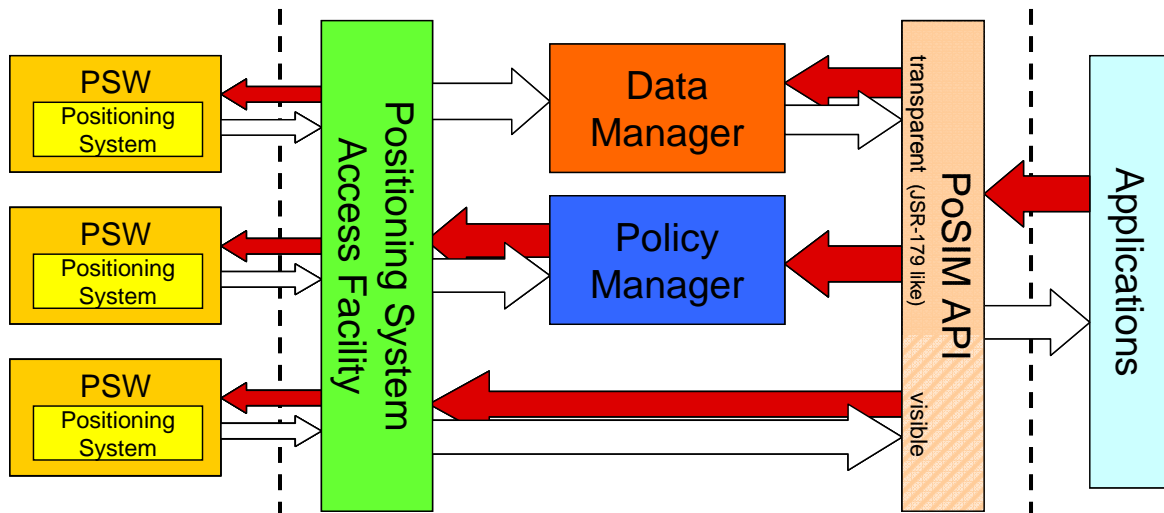 PSW
Positioning
System
PSW
Positioning
System
PSW
Positioning
System
Positioning System
Access Facility
Data
Manager
Policy
Manager
transparent (JSR-179 like)
visible
PoSIM API
Applications